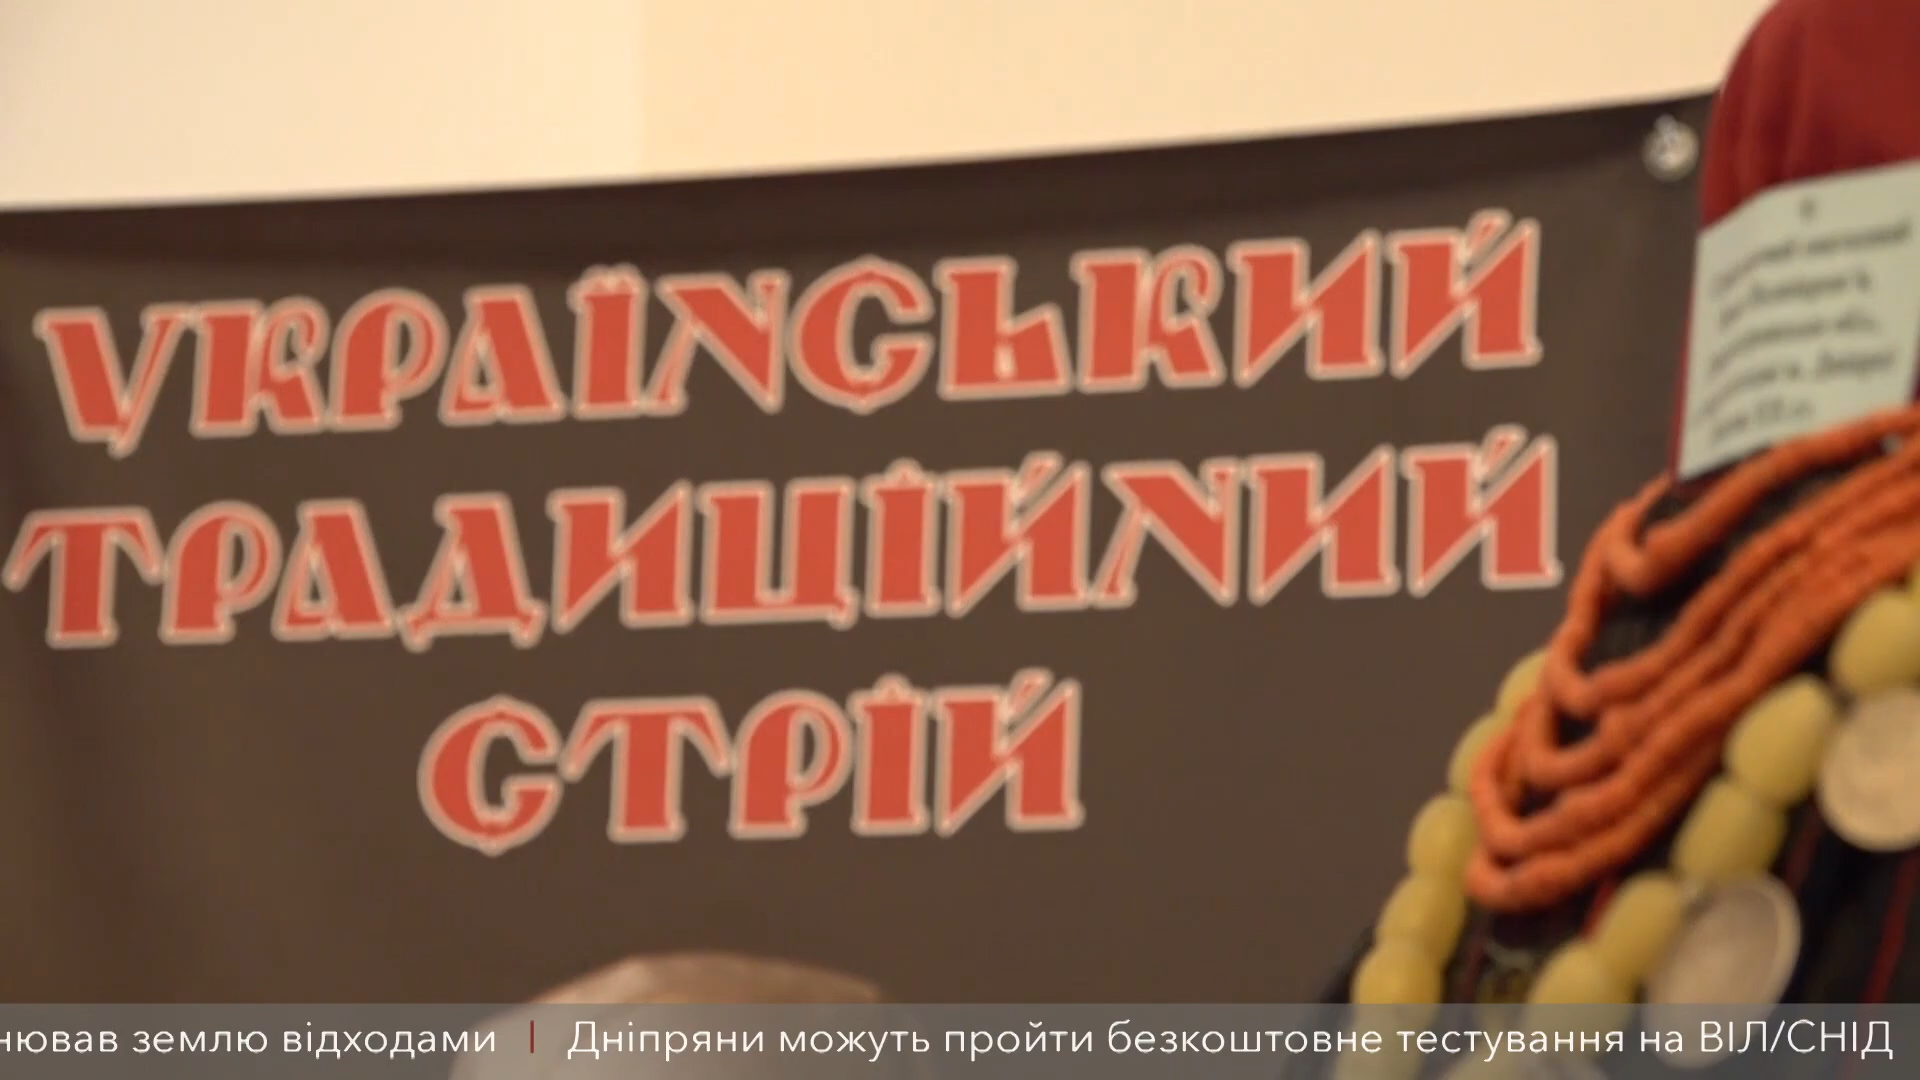 УКРАЇНСЬКИЙ
ТРАДИЦІЙНИЙ
СТРІЙ
нював землю відходами | Дніпряни можуть пройти безкоштовне тестування на ВІЛ/СНІД